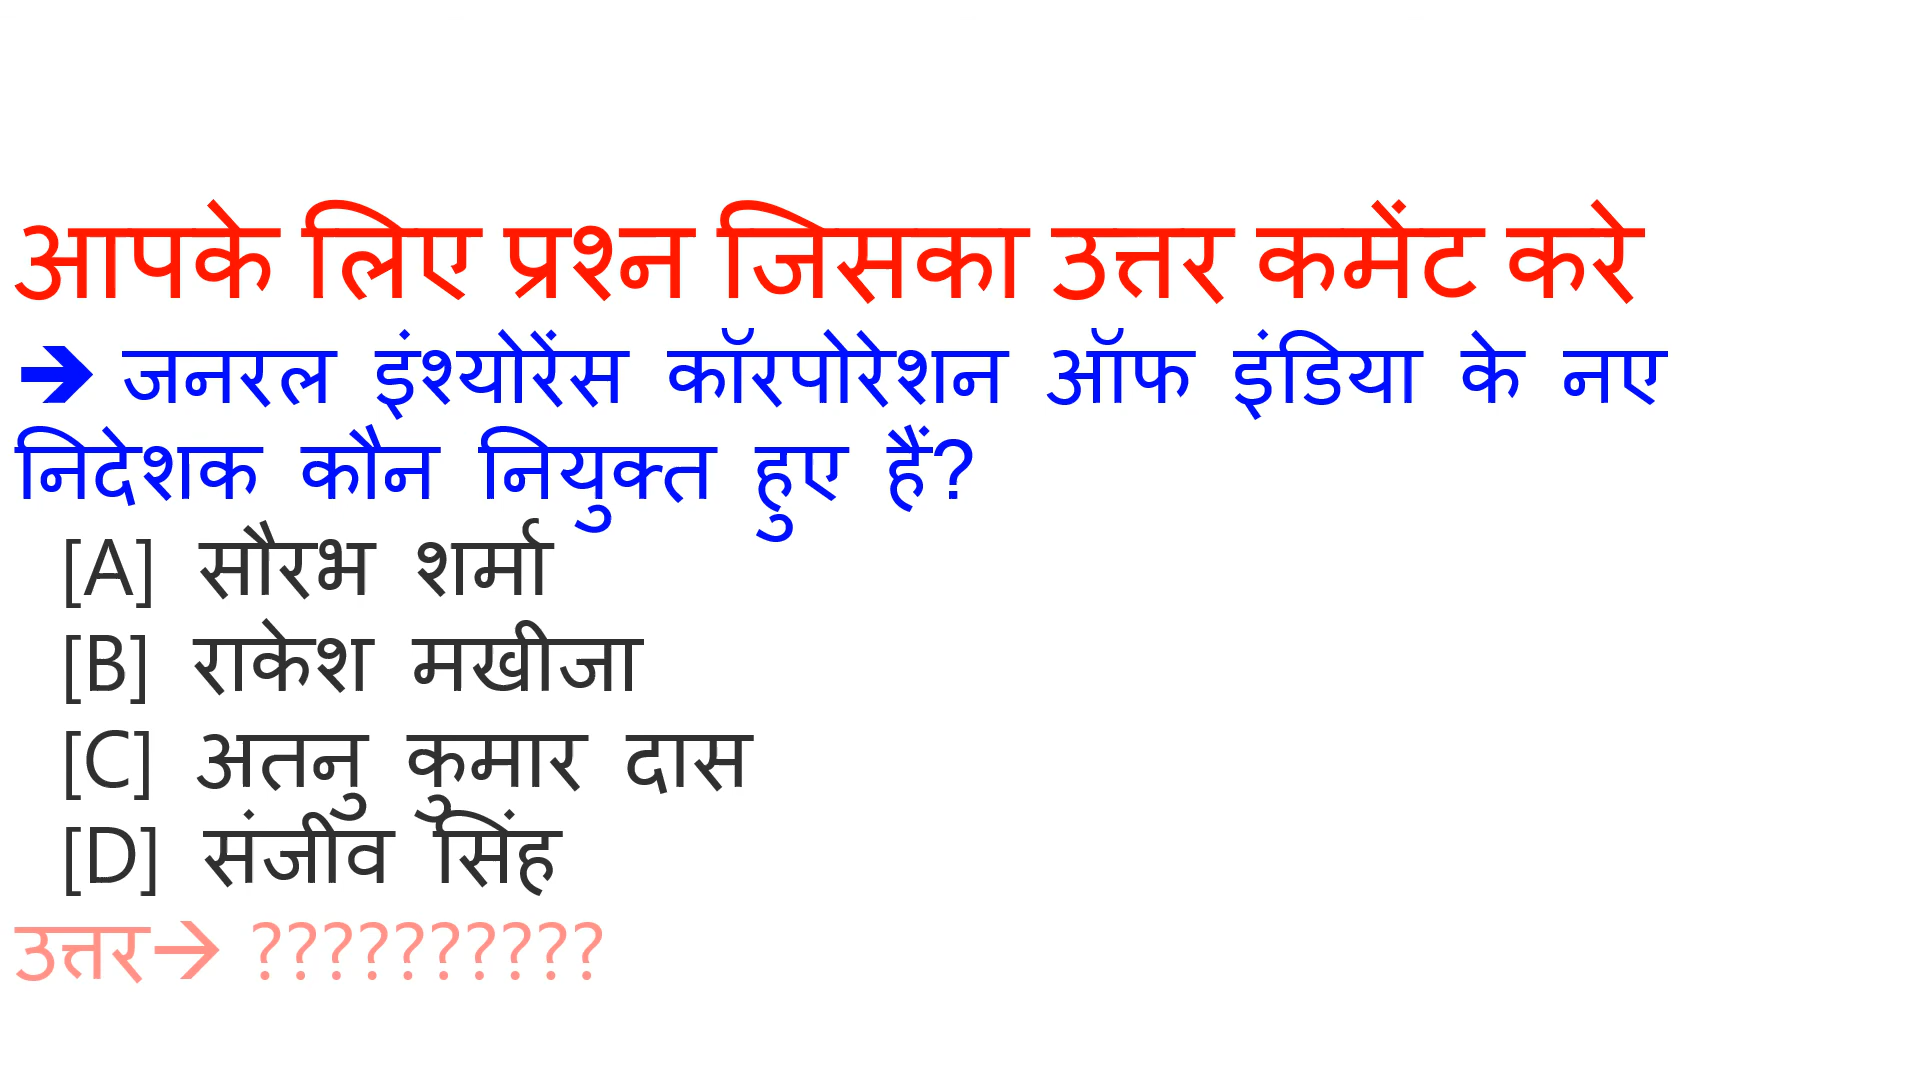 आपके लिए प्रश्न जिसका उत्तर कमेंट करे
🡲 जनरल इंश्योरेंस कॉरपोरेशन ऑफ इंडिया के नए
निदेशक कौन नियुक्त हुए हैं?
[A] सौरभ शर्मा
[B] राकेश मखीजा
[C] अतनु कुमार दास
[D] संजीव सिंह
उत्तर→ ??????????